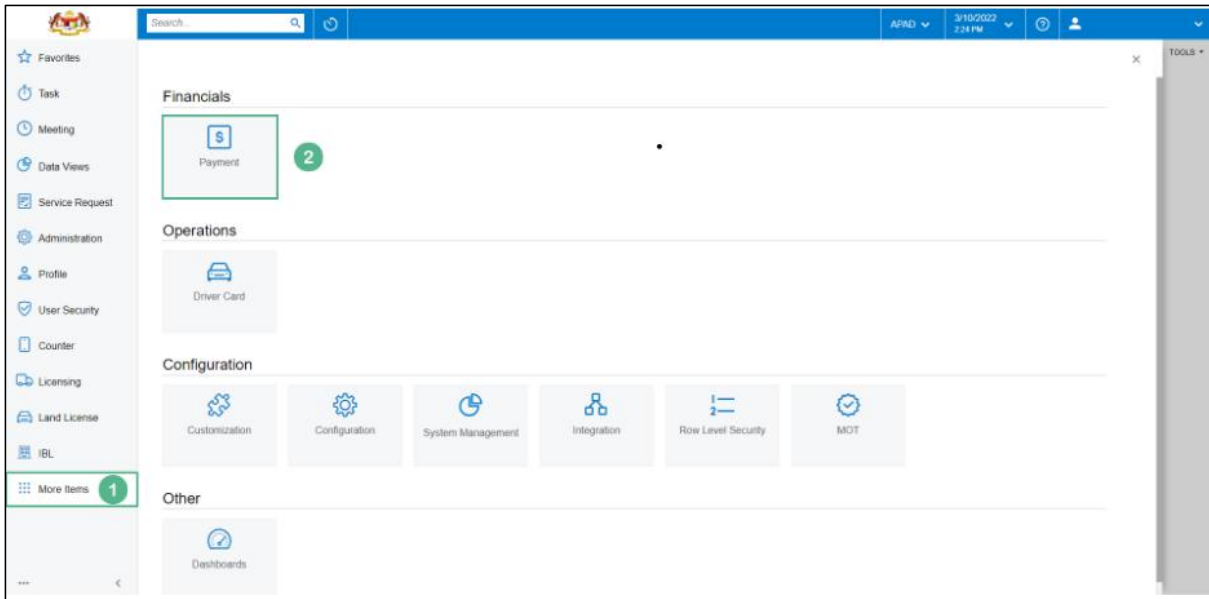 Search...
APAD
3/10/2022
2:24 PM
TOOLS
Favorites
Task
Meeting
Data Views
Service Request
Administration
Profile
User Security
Counter
Licensing
Land License
IBL
More Items
1
Financials
Payment
2
Operations
Driver Card
Configuration
Customization
Configuration
System Management
Integration
Row Level Security
MOT
Other
Dashboards